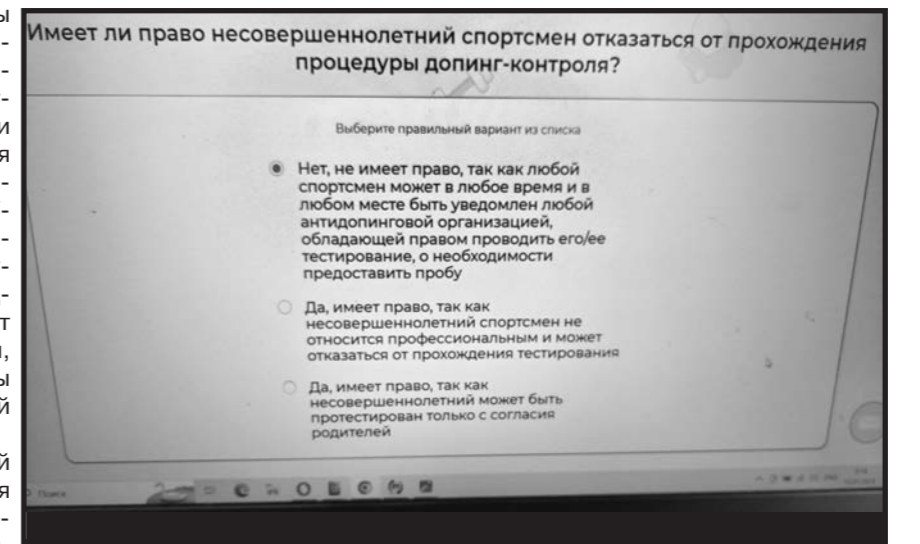 ы
-
-
-
и
я
-
-
-
-
-
т
,
ы
й
й
я
-
Имеет ли право несовершеннолетний спортсмен отказаться от прохождения
процедуры допинг-контроля?
Выберите правильный вариант из списка
Нет, не имеет право, так как любой
спортсмен может в любое время и в
любом месте быть уведомлен любой
антидопинговой организацией,
обладающей правом проводить его/ее
тестирование, о необходимости
предоставить пробу
Да, имеет право, так как
несовершеннолетний спортсмен не
относится профессиональным и может
отказаться от прохождения тестирования
Да, имеет право, так как
несовершеннолетний может быть
протестирован только с согласия
родителей
Поиск